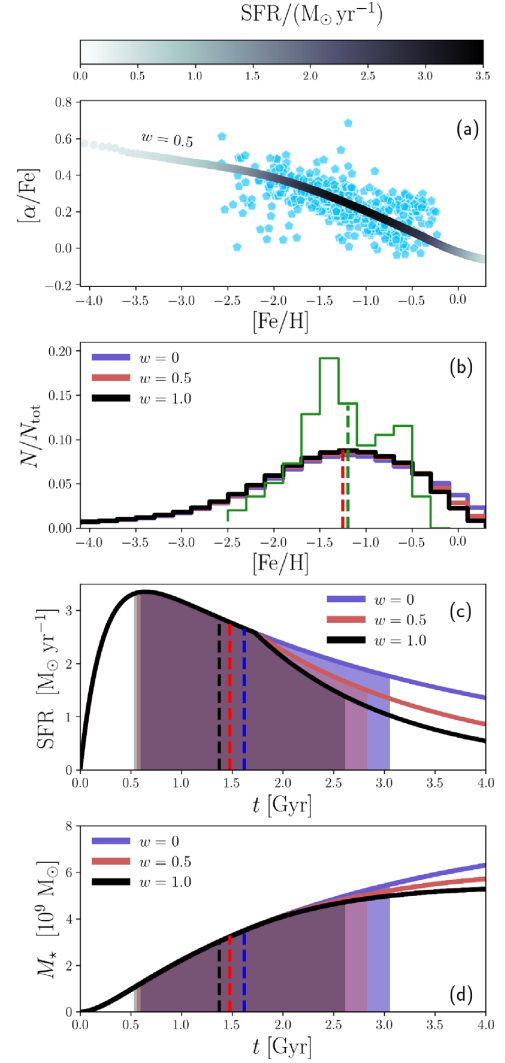 SFR/(M⊙ yr−1)
0.0 0.5 1.0 1.5 2.0 2.5 3.0 3.5
0.8
0.6
0.4
0.2
0.0
−0.2
[α/Fe]
w = 0.5
(a)
−4.0 −3.5 −3.0 −2.5 −2.0 −1.5 −1.0 −0.5 0.0
[Fe/H]
0.20
0.15
0.10
0.05
0.00
N/Ntot
w = 0
w = 0.5
w = 1.0
(b)
−4.0 −3.5 −3.0 −2.5 −2.0 −1.5 −1.0 −0.5 0.0
[Fe/H]
3
2
1
0
SFR [M⊙ yr−1]
w = 0
w = 0.5
w = 1.0
(c)
0.0 0.5 1.0 1.5 2.0 2.5 3.0 3.5 4.0
t [Gyr]
8
6
4
2
0
M⋆ [10^9 M⊙]
w = 0
w = 0.5
w = 1.0
(d)
0.0 0.5 1.0 1.5 2.0 2.5 3.0 3.5 4.0
t [Gyr]